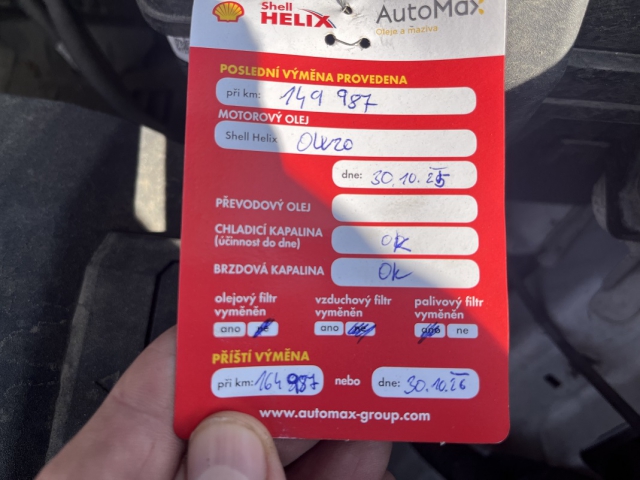 Shell HELIX AutoMax
Oleje a maziva
POSLEDNÍ VÝMĚNA PROVEDENA
při km: 149 987
MOTOROVÝ OLEJ
Shell Helix OW20
dne: 30.10.25
PŘEVODOVÝ OLEJ
CHLADICÍ KAPALINA OK
(účinnost do dne)
BRZDOVÁ KAPALINA OK
olejový filtr vzduchový filtr palivový filtr
vyměněn vyměněn vyměněn
ano ne ano ne ano ne
PŘÍŠTÍ VÝMĚNA
při km: 164 987 nebo dne: 30.10.26
www.automax-group.com